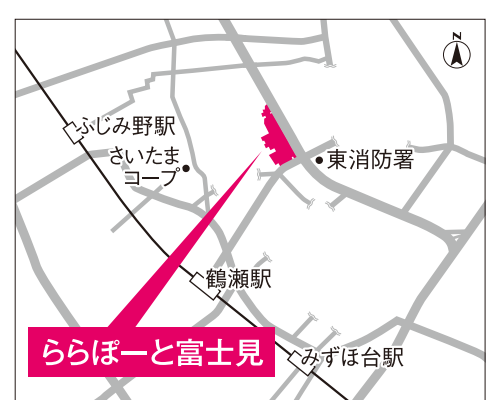 N
ふじみ野駅
さいたま
コープ
東消防署
鶴瀬駅
ららぽーと富士見
みずほ台駅